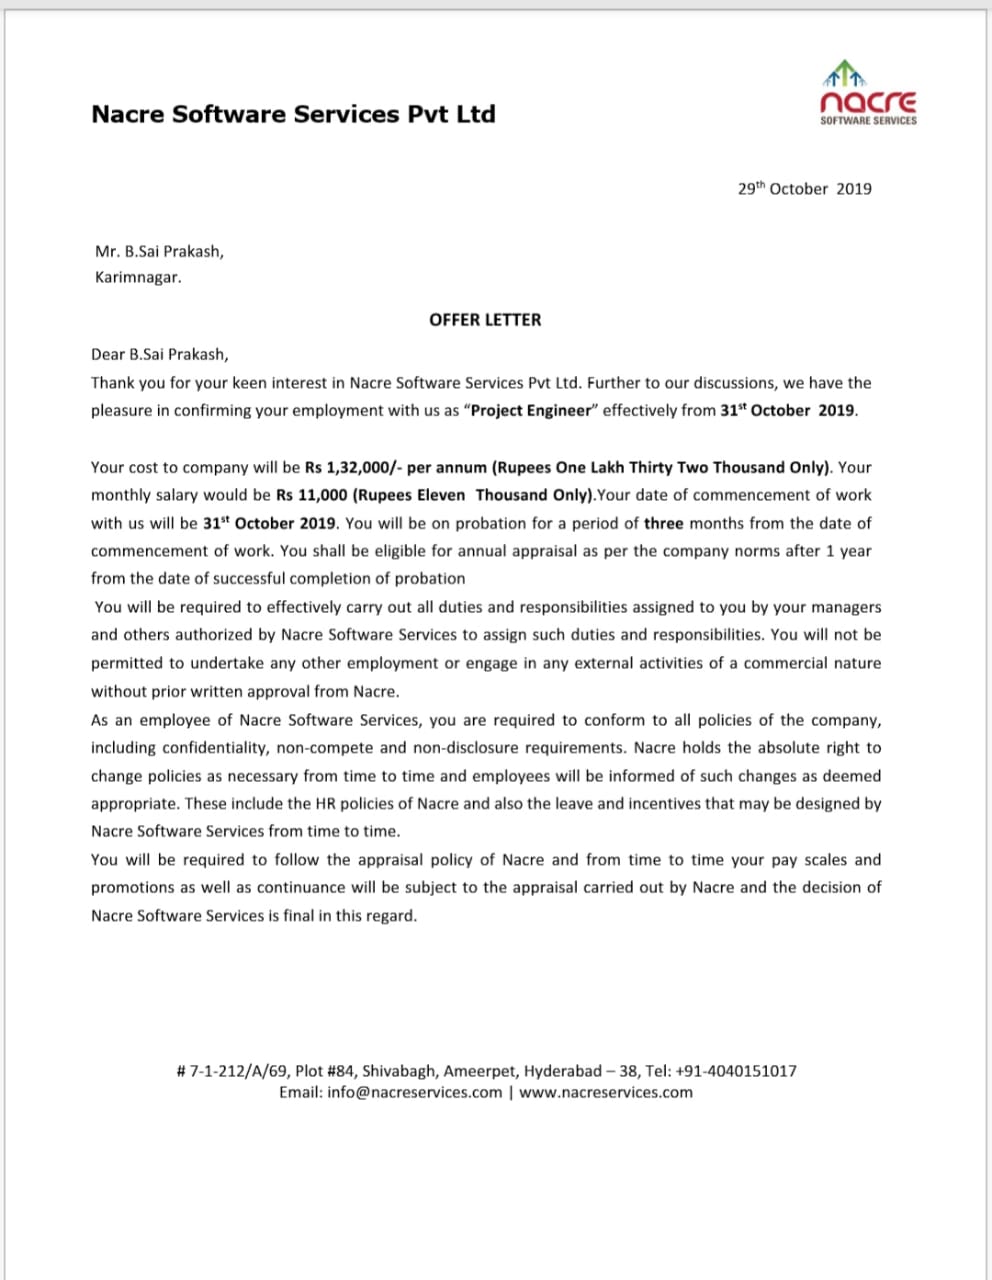 nacre
SOFTWARE SERVICES
Nacre Software Services Pvt Ltd
29th October 2019
Mr. B.Sai Prakash,
Karimnagar.
OFFER LETTER
Dear B.Sai Prakash,
Thank you for your keen interest in Nacre Software Services Pvt Ltd. Further to our discussions, we have the
pleasure in confirming your employment with us as “Project Engineer” effectively from 31st October 2019.
Your cost to company will be Rs 1,32,000/- per annum (Rupees One Lakh Thirty Two Thousand Only). Your
monthly salary would be Rs 11,000 (Rupees Eleven Thousand Only).Your date of commencement of work
with us will be 31st October 2019. You will be on probation for a period of three months from the date of
commencement of work. You shall be eligible for annual appraisal as per the company norms after 1 year
from the date of successful completion of probation
You will be required to effectively carry out all duties and responsibilities assigned to you by your managers
and others authorized by Nacre Software Services to assign such duties and responsibilities. You will not be
permitted to undertake any other employment or engage in any external activities of a commercial nature
without prior written approval from Nacre.
As an employee of Nacre Software Services, you are required to conform to all policies of the company,
including confidentiality, non-compete and non-disclosure requirements. Nacre holds the absolute right to
change policies as necessary from time to time and employees will be informed of such changes as deemed
appropriate. These include the HR policies of Nacre and also the leave and incentives that may be designed by
Nacre Software Services from time to time.
You will be required to follow the appraisal policy of Nacre and from time to time your pay scales and
promotions as well as continuance will be subject to the appraisal carried out by Nacre and the decision of
Nacre Software Services is final in this regard.
# 7-1-212/A/69, Plot #84, Shivabagh, Ameerpet, Hyderabad – 38, Tel: +91-4040151017
Email: info@nacreservices.com | www.nacreservices.com